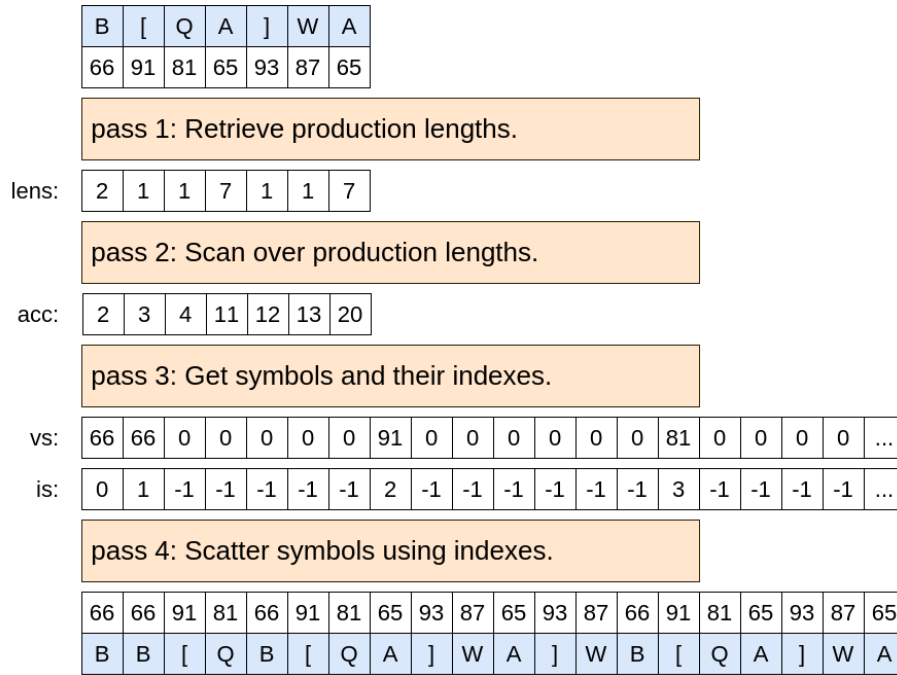 B [ Q A ] W A
66 91 81 65 93 87 65
pass 1: Retrieve production lengths.
lens: 2 1 1 7 1 1 7
pass 2: Scan over production lengths.
acc: 2 3 4 11 12 13 20
pass 3: Get symbols and their indexes.
vs: 66 66 0 0 0 0 0 91 0 0 0 0 0 0 81 0 0 0 0 ...
is: 0 1 -1 -1 -1 -1 -1 2 -1 -1 -1 -1 -1 -1 3 -1 -1 -1 -1 ...
pass 4: Scatter symbols using indexes.
66 66 91 81 66 91 81 65 93 87 65 93 87 66 91 81 65 93 87 65
B B [ Q B [ Q A ] W A ] W B [ Q A ] W A